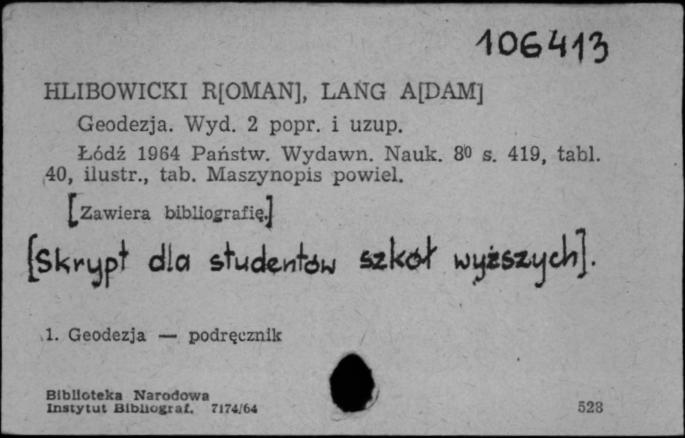 106413
HLIBOWICKI R[OMAN], LANG A[DAM]
Geodezja. Wyd. 2 popr. i uzup.
Łódź 1964 Państw. Wydawn. Nauk. 8⁰ s. 419, tabl.
40, ilustr., tab. Maszynopis powiel.
[Zawiera bibliografię.]
[Skrypt dla studentów szkół wyższych].
1. Geodezja — podręcznik
Biblioteka Narodowa
Instytut Bibliograf. 7174/64
528